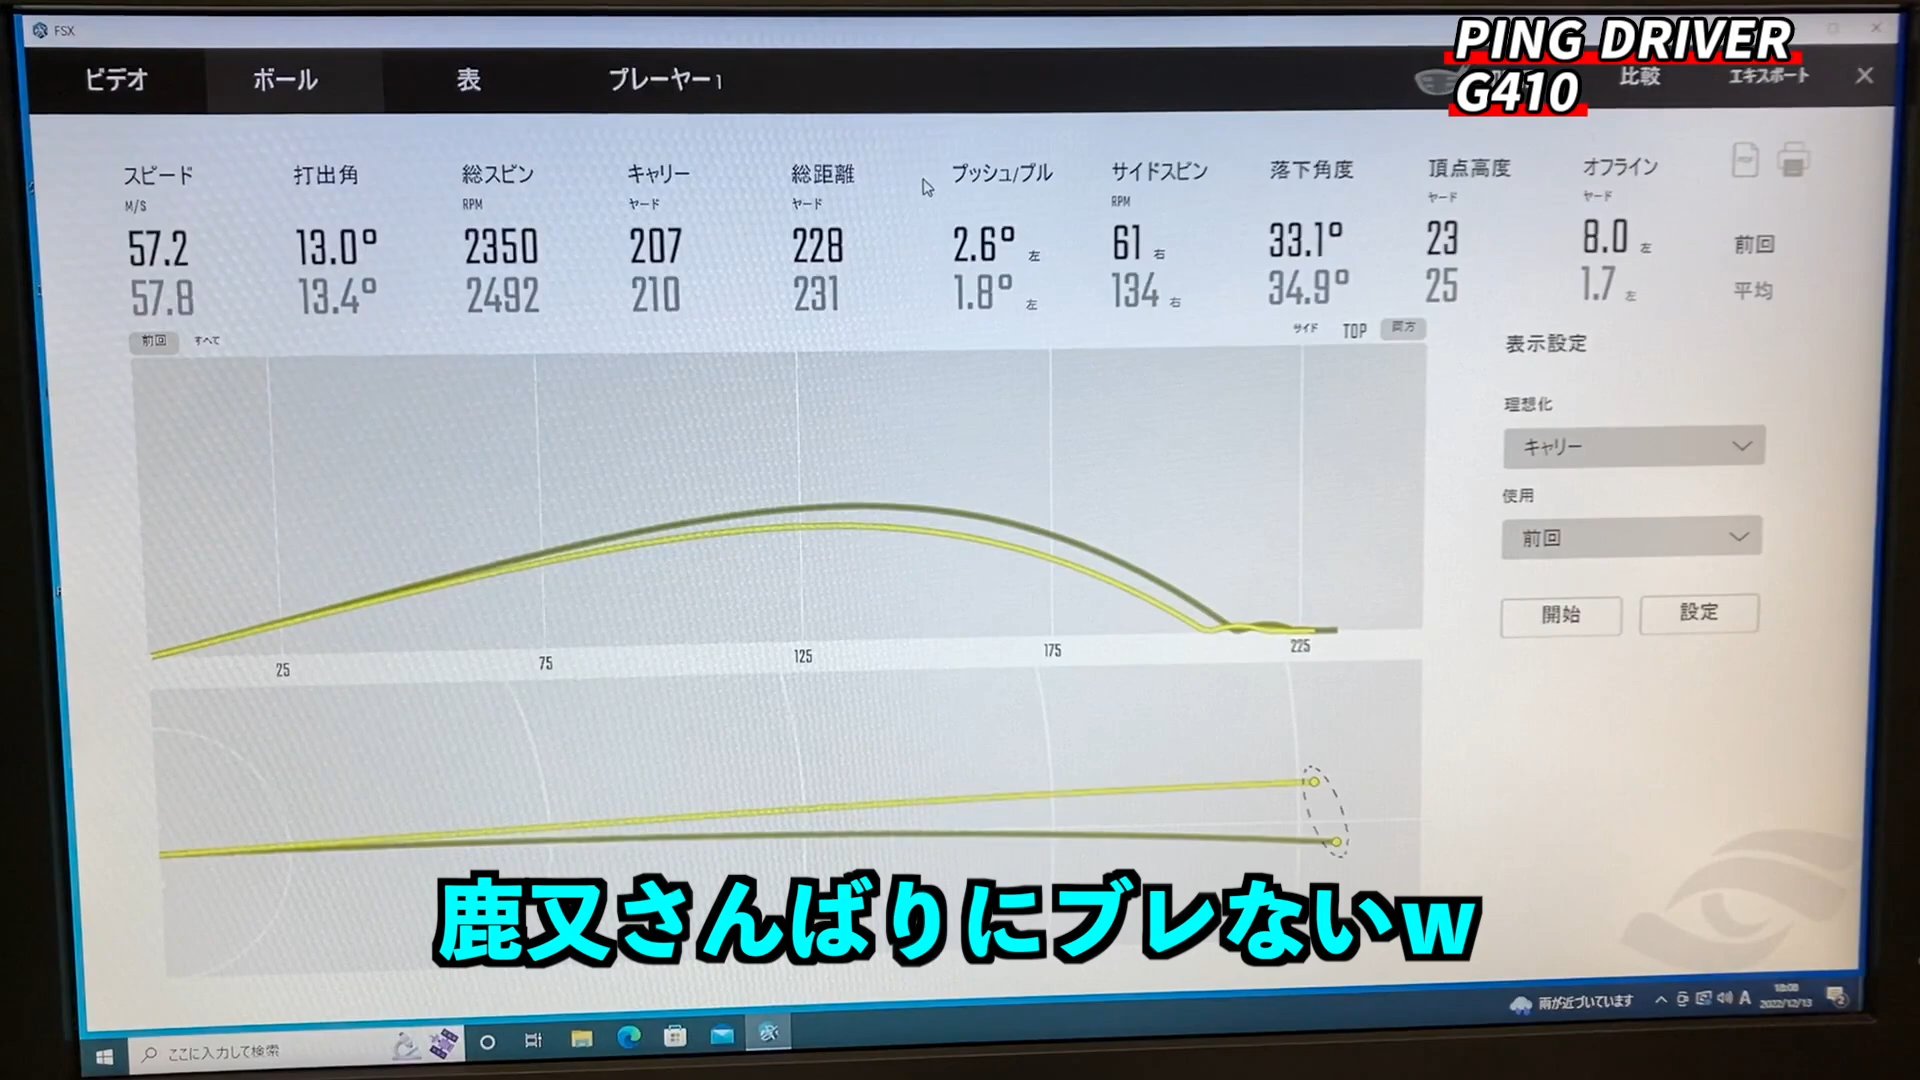 FSX
PING DRIVER
G410
ビデオ ボール 表 プレーヤー1 比較 エキスポート
スピード 打出角 総スピン キャリー 総距離 プッシュ/プル サイドスピン 落下角度 頂点高度 オフライン
M/S RPM ヤード ヤード RPM ヤード ヤード
57.2 13.0° 2350 207 228 2.6° 左 61 右 33.1° 23 8.0 左 前回
57.8 13.4° 2492 210 231 1.8° 左 134 右 34.9° 25 1.7 左 平均
前回 すべて サイド TOP 両方
表示設定
理想化
キャリー
使用
前回
開始 設定
25 75 125 175 225
鹿又さんばりにブレないw
雨が近づいています A 18:08
2022/12/13
2
ここに入力して検索